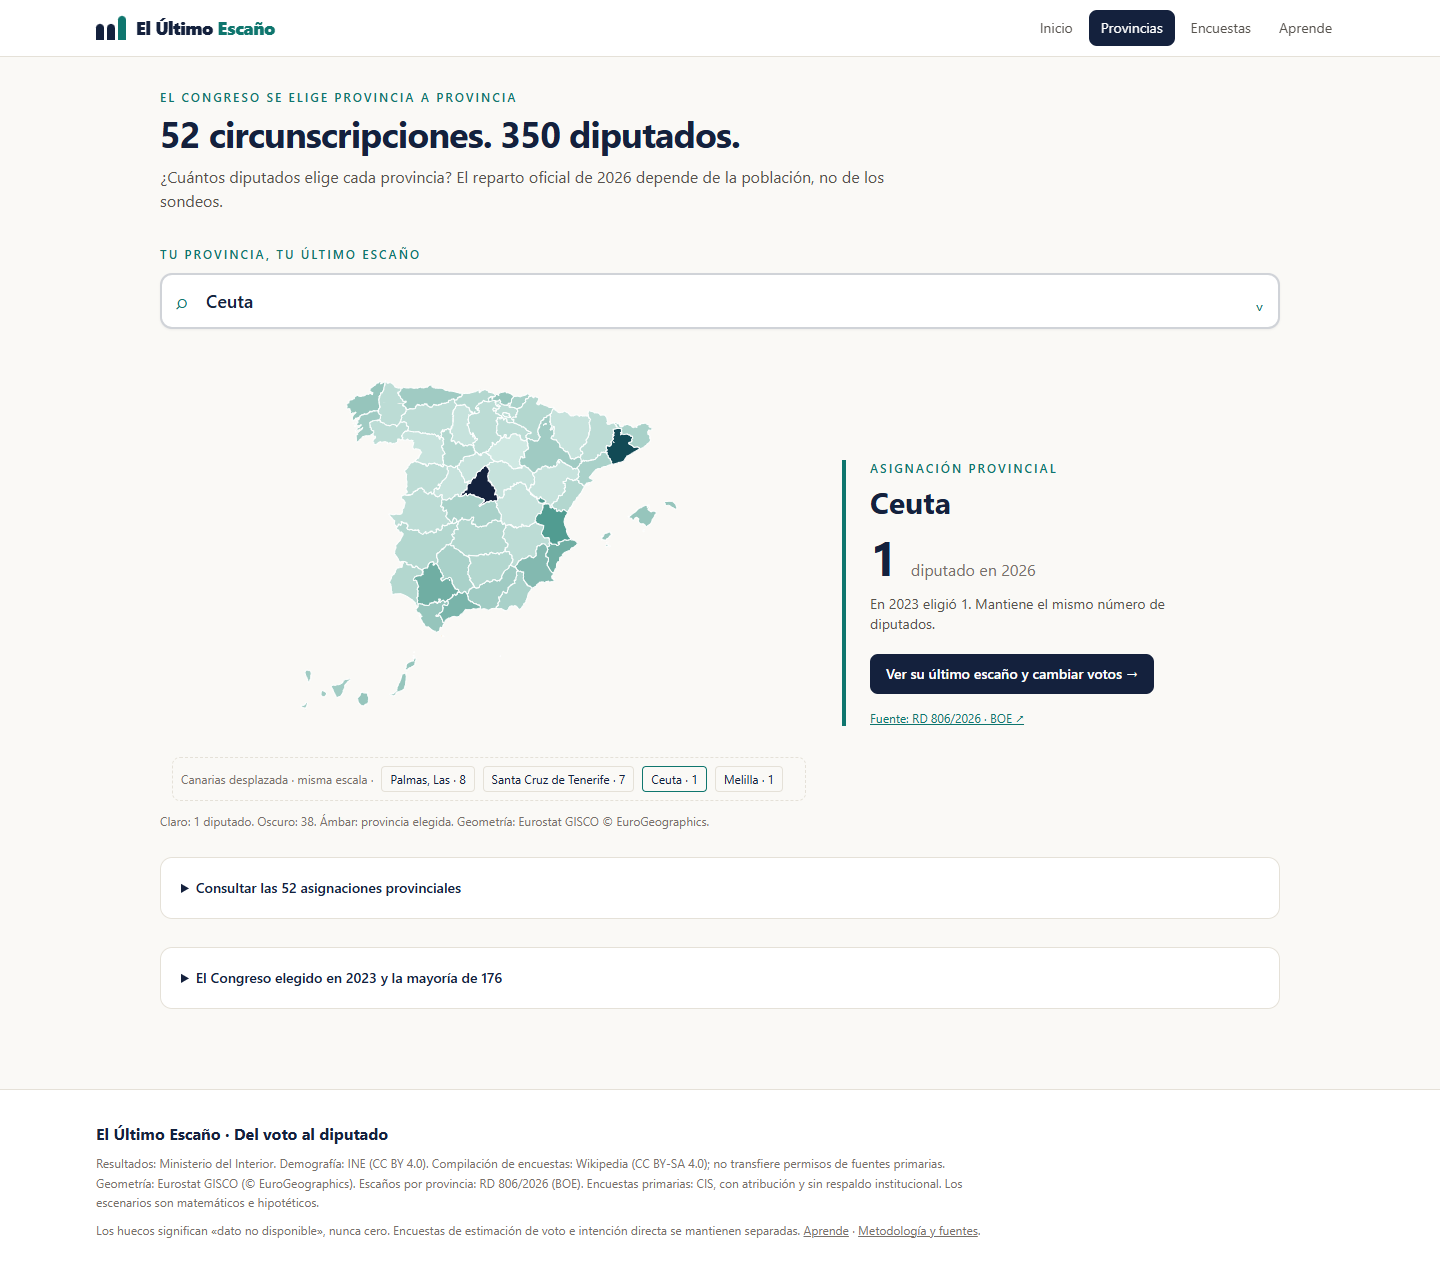 El Último Escaño
Inicio
Provincias
Encuestas
Aprende
EL CONGRESO SE ELIGE PROVINCIA A PROVINCIA
52 circunscripciones. 350 diputados.
¿Cuántos diputados elige cada provincia? El reparto oficial de 2026 depende de la población, no de los
sondeos.
TU PROVINCIA, TU ÚLTIMO ESCAÑO
Ceuta
ASIGNACIÓN PROVINCIAL
Ceuta
1 diputado en 2026
En 2023 eligió 1. Mantiene el mismo número de
diputados.
Ver su último escaño y cambiar votos →
Fuente: RD 806/2026 · BOE ↗
Canarias desplazada · misma escala ·
Palmas, Las · 8
Santa Cruz de Tenerife · 7
Ceuta · 1
Melilla · 1
Claro: 1 diputado. Oscuro: 38. Ámbar: provincia elegida. Geometría: Eurostat GISCO © EuroGeographics.
▶ Consultar las 52 asignaciones provinciales
▶ El Congreso elegido en 2023 y la mayoría de 176
El Último Escaño · Del voto al diputado
Resultados: Ministerio del Interior. Demografía: INE (CC BY 4.0). Compilación de encuestas: Wikipedia (CC BY-SA 4.0); no transfiere permisos de fuentes primarias.
Geometría: Eurostat GISCO (© EuroGeographics). Escaños por provincia: RD 806/2026 (BOE). Encuestas primarias: CIS, con atribución y sin respaldo institucional. Los
escenarios son matemáticos e hipotéticos.
Los huecos significan «dato no disponible», nunca cero. Encuestas de estimación de voto e intención directa se mantienen separadas. Aprende · Metodología y fuentes.